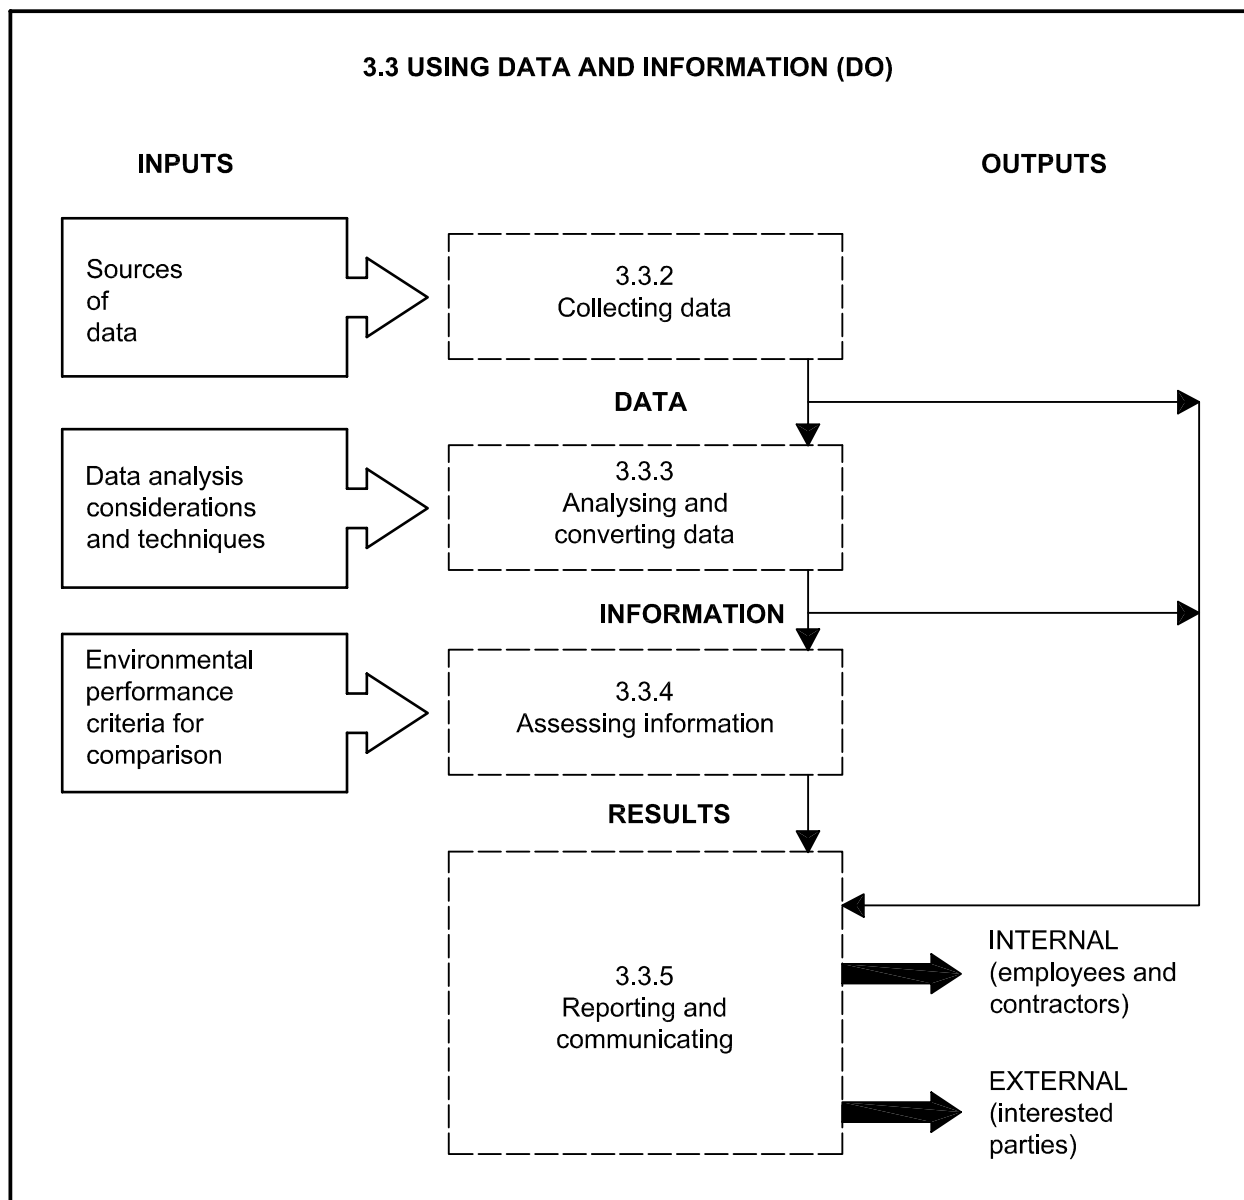 3.3 USING DATA AND INFORMATION (DO)
INPUTS
OUTPUTS
Sources
of
data
3.3.2
Collecting data
DATA
Data analysis
considerations
and techniques
3.3.3
Analysing and
converting data
INFORMATION
Environmental
performance
criteria for
comparison
3.3.4
Assessing information
RESULTS
3.3.5
Reporting and
communicating
INTERNAL
(employees and
contractors)
EXTERNAL
(interested
parties)